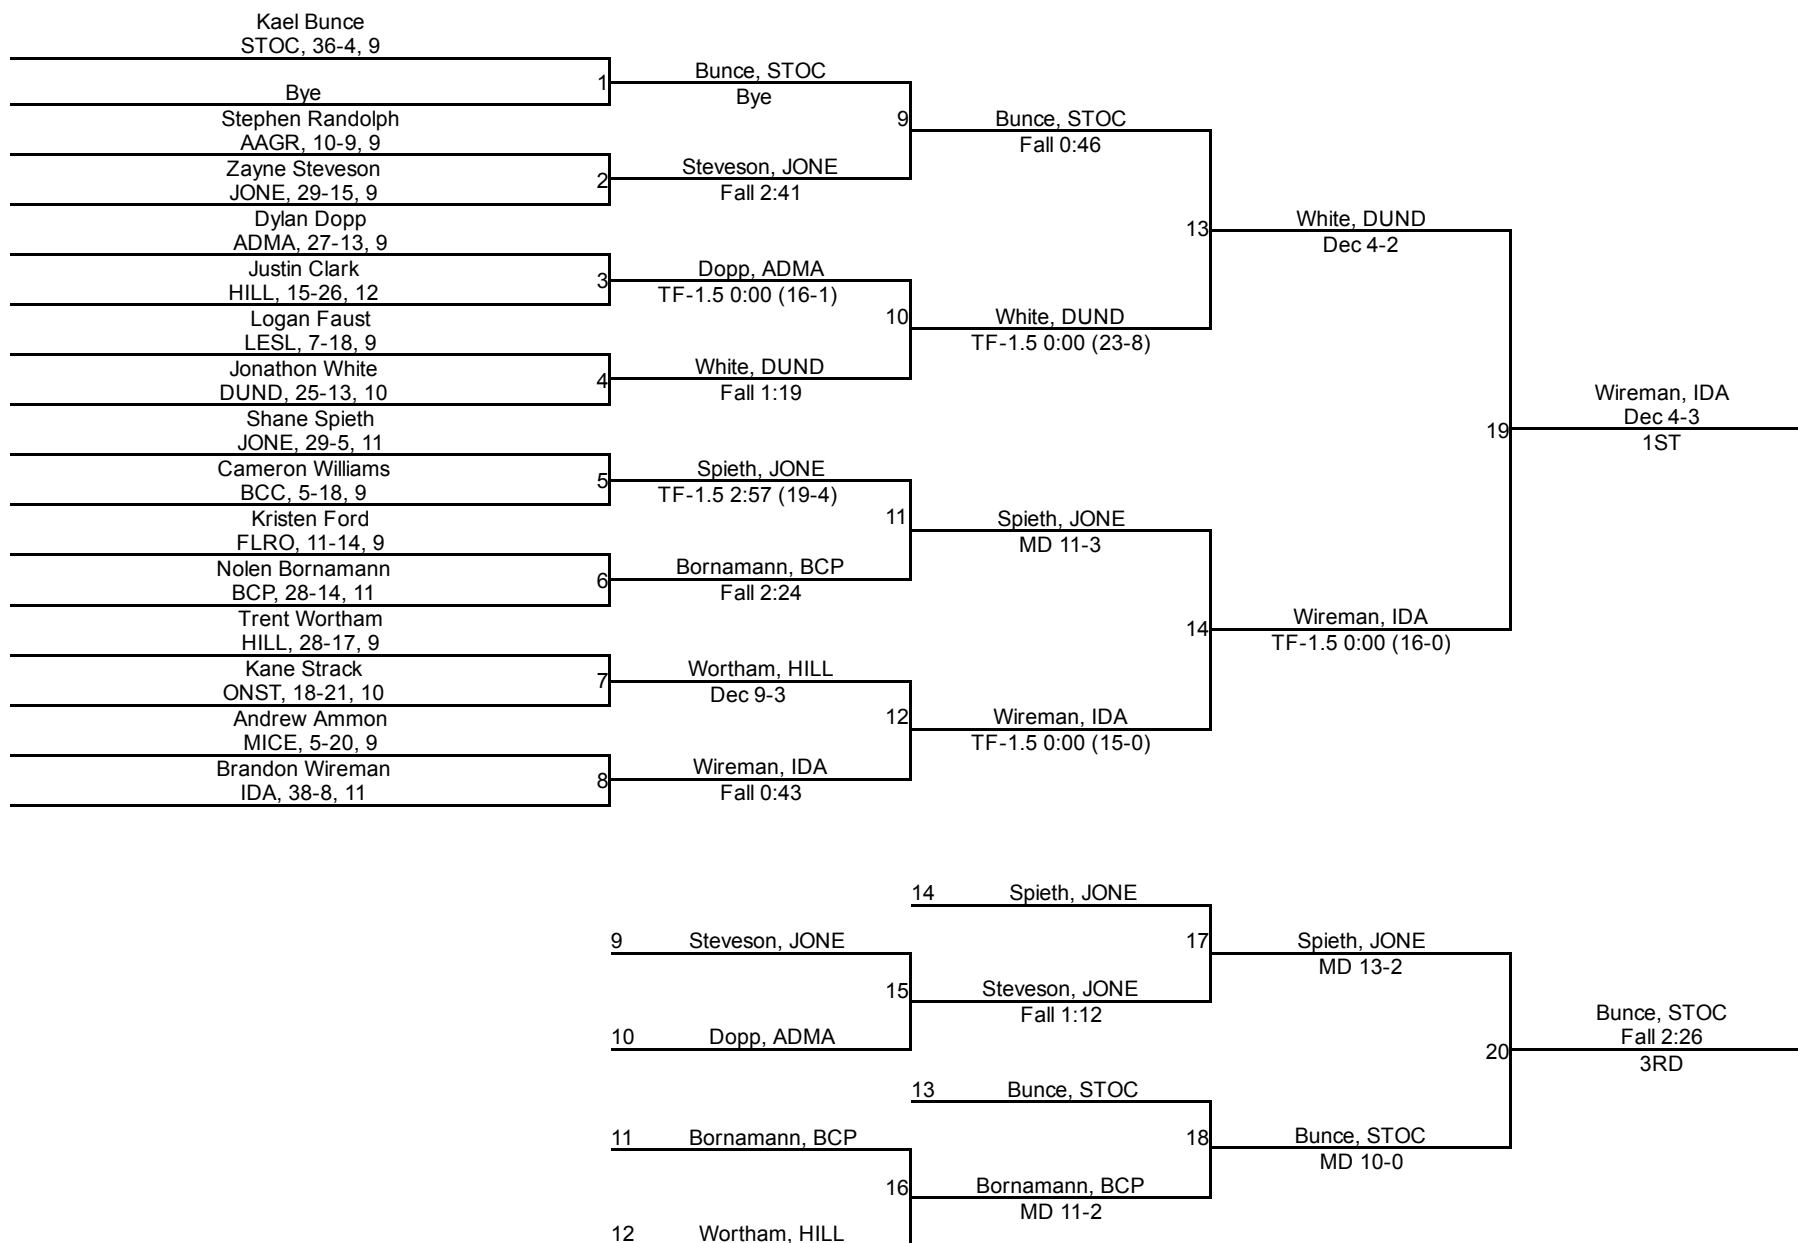 Kael Bunce
STOC, 36-4, 9
Bye
1
Stephen Randolph
AAGR, 10-9, 9
Zayne Steveson
JONE, 29-15, 9
2
Dylan Dopp
ADMA, 27-13, 9
Justin Clark
HILL, 15-26, 12
3
Logan Faust
LESL, 7-18, 9
Jonathon White
DUND, 25-13, 10
4
Shane Spieth
JONE, 29-5, 11
Cameron Williams
BCC, 5-18, 9
5
Kristen Ford
FLRO, 11-14, 9
Nolen Bornamann
BCP, 28-14, 11
6
Trent Wortham
HILL, 28-17, 9
Kane Strack
ONST, 18-21, 10
7
Andrew Ammon
MICE, 5-20, 9
Brandon Wireman
IDA, 38-8, 11
8
Bunce, STOC
Bye
9
Steveson, JONE
Fall 2:41
Dopp, ADMA
TF-1.5 0:00 (16-1)
10
White, DUND
Fall 1:19
Spieth, JONE
TF-1.5 2:57 (19-4)
11
Bornamann, BCP
Fall 2:24
Wortham, HILL
Dec 9-3
12
Wireman, IDA
Fall 0:43
Bunce, STOC
Fall 0:46
13
White, DUND
TF-1.5 0:00 (23-8)
Spieth, JONE
MD 11-3
14
Wireman, IDA
TF-1.5 0:00 (15-0)
White, DUND
Dec 4-2
19
Wireman, IDA
TF-1.5 0:00 (16-0)
Wireman, IDA
Dec 4-3
1ST
14 Spieth, JONE
9 Steveson, JONE
15
10 Dopp, ADMA
17
Steveson, JONE
Fall 1:12
13 Bunce, STOC
11 Bornamann, BCP
16
12 Wortham, HILL
18
Bornamann, BCP
MD 11-2
Spieth, JONE
MD 13-2
20
Bunce, STOC
MD 10-0
Bunce, STOC
Fall 2:26
3RD